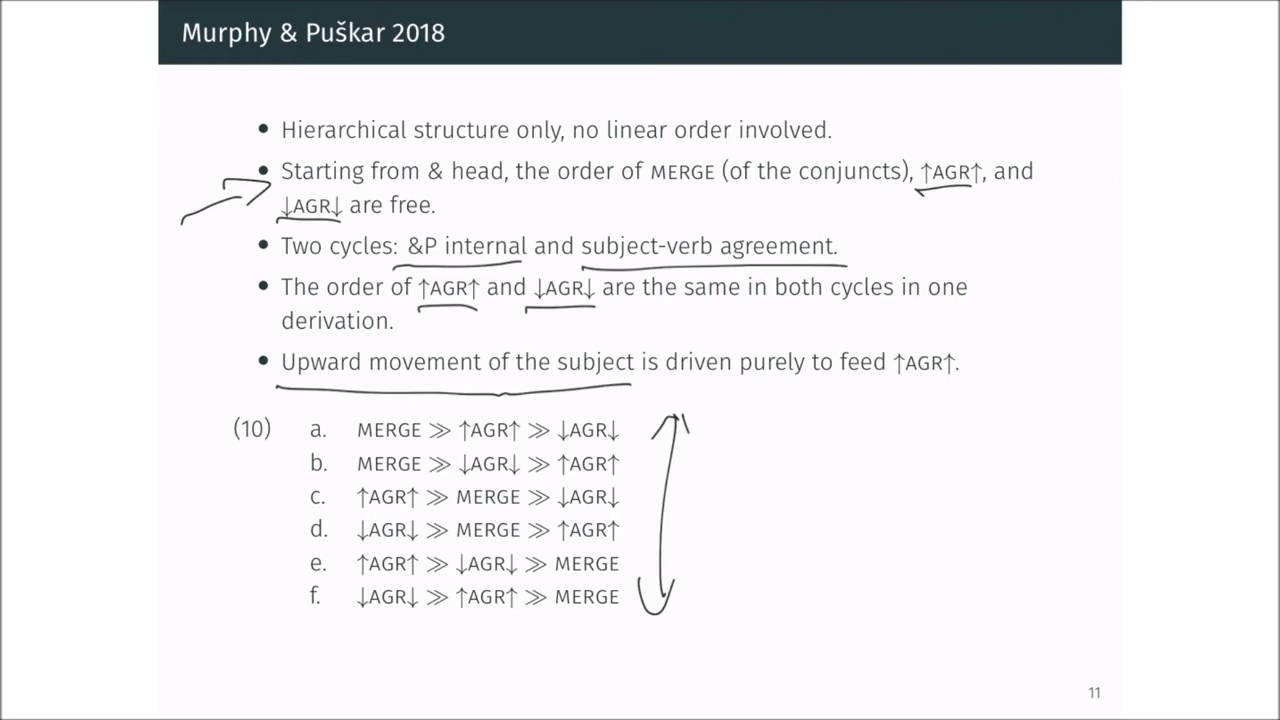 Murphy & Puškar 2018
• Hierarchical structure only, no linear order involved.
• Starting from & head, the order of MERGE (of the conjuncts), ↑AGR↑, and
↓AGR↓ are free.
• Two cycles: &P internal and subject-verb agreement.
• The order of ↑AGR↑ and ↓AGR↓ are the same in both cycles in one
derivation.
• Upward movement of the subject is driven purely to feed ↑AGR↑.
(10) a. MERGE ≫ ↑AGR↑ ≫ ↓AGR↓
b. MERGE ≫ ↓AGR↓ ≫ ↑AGR↑
c. ↑AGR↑ ≫ MERGE ≫ ↓AGR↓
d. ↓AGR↓ ≫ MERGE ≫ ↑AGR↑
e. ↑AGR↑ ≫ ↓AGR↓ ≫ MERGE
f. ↓AGR↓ ≫ ↑AGR↑ ≫ MERGE
11